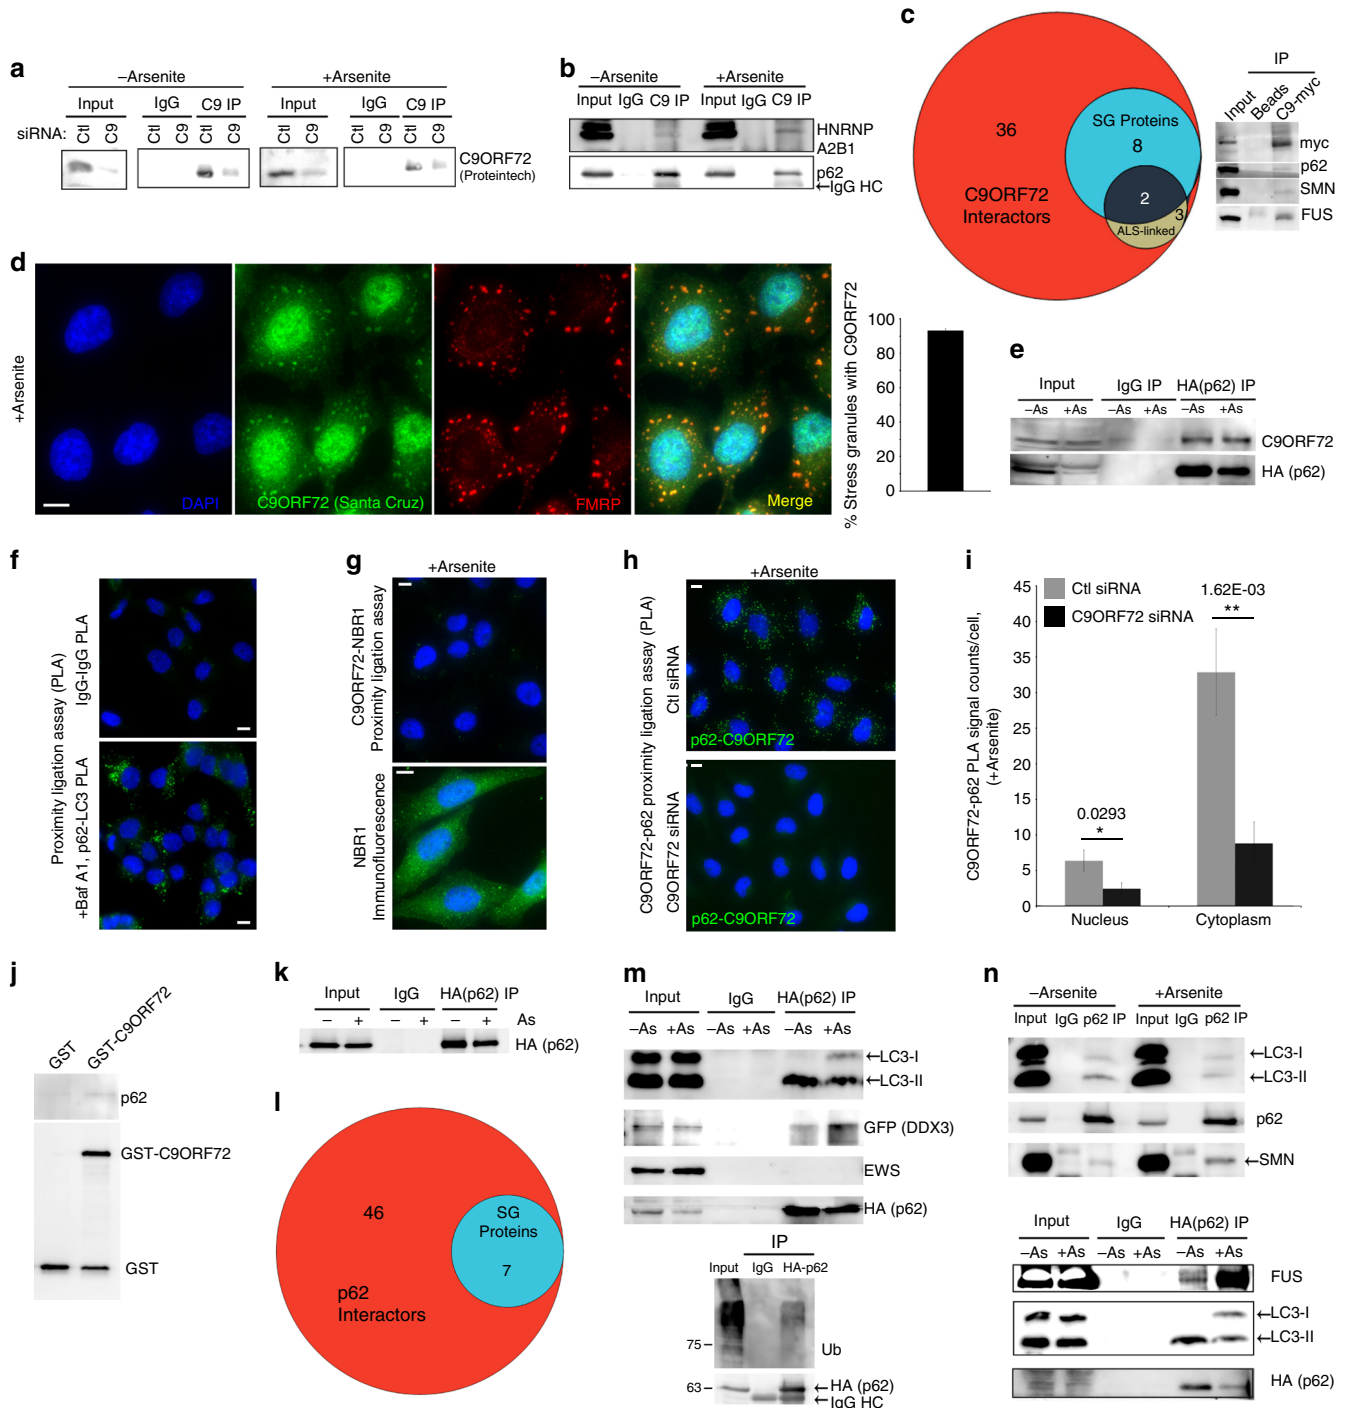 a
–Arsenite
+Arsenite
Input
IgG
C9 IP
Input
IgG
C9 IP
siRNA:
Ctl
C9
Ctl
C9
Ctl
C9
Ctl
C9
Ctl
C9
Ctl
C9
C9ORF72
(Proteintech)
b
–Arsenite
+Arsenite
Input IgG C9 IP
Input IgG C9 IP
HNRNP
A2B1
p62
←IgG HC
c
36
C9ORF72
Interactors
SG Proteins
8
2
3
ALS-linked
IP
Input
Beads
C9-myc
myc
p62
SMN
FUS
d
+Arsenite
DAPI
C9ORF72 (Santa Cruz)
FMRP
Merge
% Stress granules with C9ORF72
100
80
60
40
20
0
e
Input
IgG IP
HA(p62) IP
–As +As
–As +As
–As +As
C9ORF72
HA (p62)
f
Proximity ligation assay (PLA)
IgG-IgG PLA
+Baf A1, p62-LC3 PLA
g
+Arsenite
C9ORF72-NBR1
Proximity ligation assay
NBR1
Immunofluorescence
h
+Arsenite
C9ORF72-p62 proximity ligation assay (PLA)
Ctl siRNA
C9ORF72 siRNA
p62-C9ORF72
p62-C9ORF72
i
C9ORF72-p62 PLA signal counts/cell,
(+Arsenite)
45
40
35
30
25
20
15
10
5
0
Ctl siRNA
C9ORF72 siRNA
1.62E-03
**
0.0293
*
Nucleus
Cytoplasm
j
GST
GST-C9ORF72
p62
GST-C9ORF72
GST
k
Input
IgG
HA(p62) IP
– + – + – + As
HA (p62)
l
46
p62
Interactors
SG
Proteins
7
m
Input
IgG
HA(p62) IP
–As +As
–As +As
–As +As
←LC3-I
←LC3-II
GFP (DDX3)
EWS
HA (p62)
IP
Input IgG HA-p62
75
Ub
63
←HA (p62)
←IgG HC
n
–Arsenite
+Arsenite
Input IgG p62 IP
Input IgG p62 IP
←LC3-I
←LC3-II
p62
←SMN
Input
IgG
HA(p62) IP
–As +As
–As +As
–As +As
FUS
←LC3-I
←LC3-II
HA (p62)